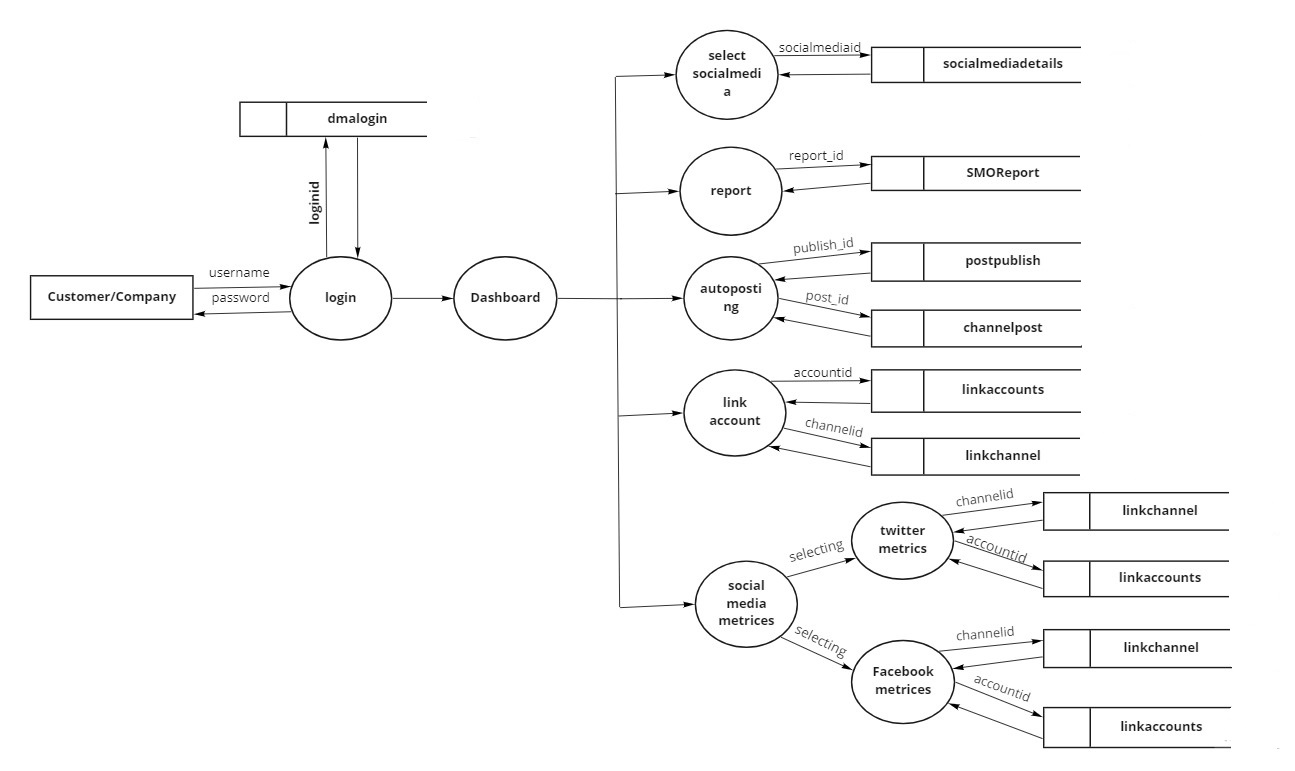 select
socialmedi
a
socialmediaid
socialmediadetails
dmalogin
loginid
report
report_id
SMOReport
Customer/Company
username
password
login
Dashboard
autoposti
ng
publish_id
postpublish
post_id
channelpost
link
account
accountid
linkaccounts
channelid
linkchannel
social
media
metrices
selecting
twitter
metrics
channelid
linkchannel
accountid
linkaccounts
selecting
Facebook
metrices
channelid
linkchannel
accountid
linkaccounts